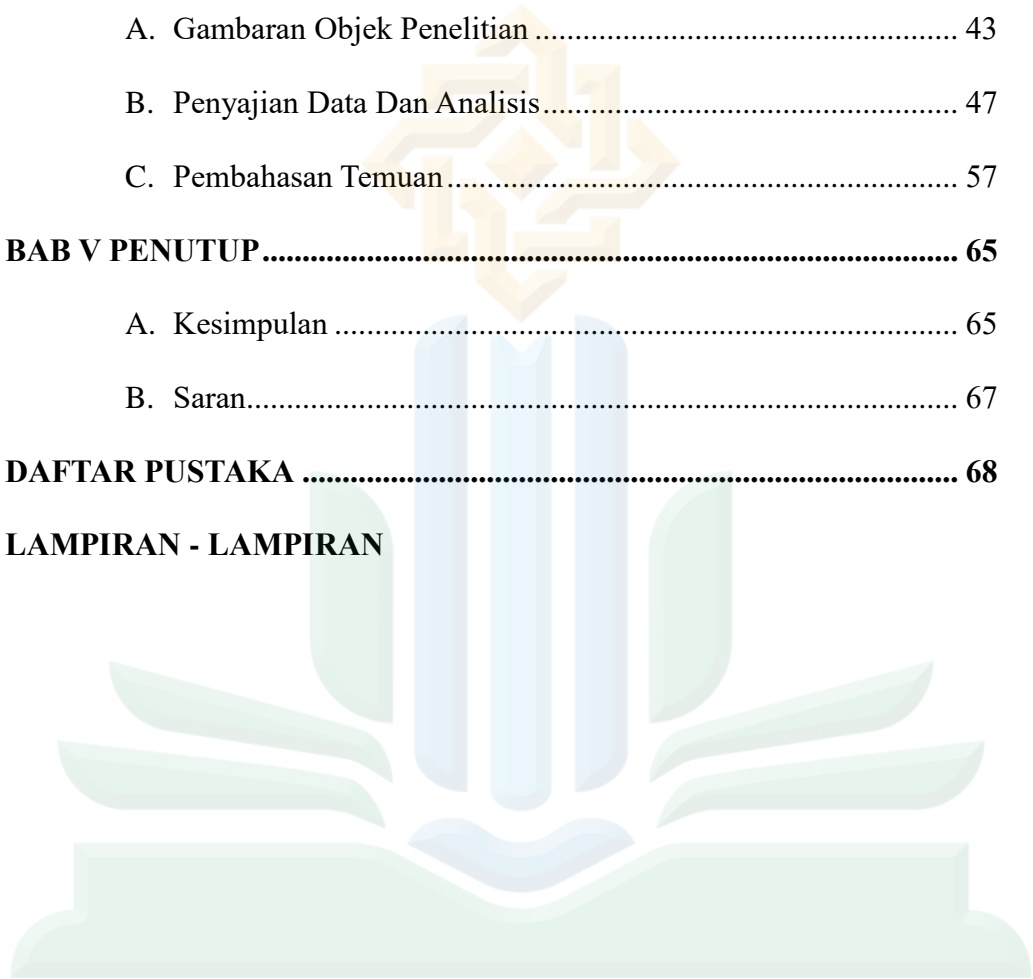 A. Gambaran Objek Penelitian ........................................................ 43
B. Penyajian Data Dan Analisis ....................................................... 47
C. Pembahasan Temuan .................................................................. 57
BAB V PENUTUP ............................................................................. 65
A. Kesimpulan ................................................................................ 65
B. Saran .......................................................................................... 67
DAFTAR PUSTAKA ........................................................................ 68
LAMPIRAN - LAMPIRAN